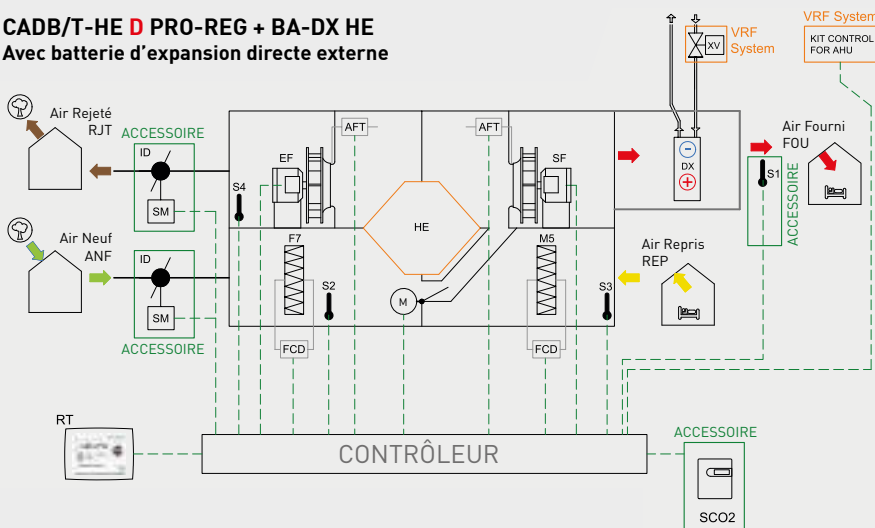 CADB/T-HE D PRO-REG + BA-DX HE
Avec batterie d'expansion directe externe
VRF
System
XV
VRF System
KIT CONTROL
FOR AHU
Air Rejeté
RJT
ACCESSOIRE
ID
SM
S4
EF
AFT
AFT
SF
DX
Air Fourni
FOU
S1
ACCESSOIRE
HE
Air Neuf
ANF
ID
SM
ACCESSOIRE
F7
S2
M
M5
S3
Air Repris
REP
FCD
FCD
RT
CONTRÔLEUR
ACCESSOIRE
SCO2